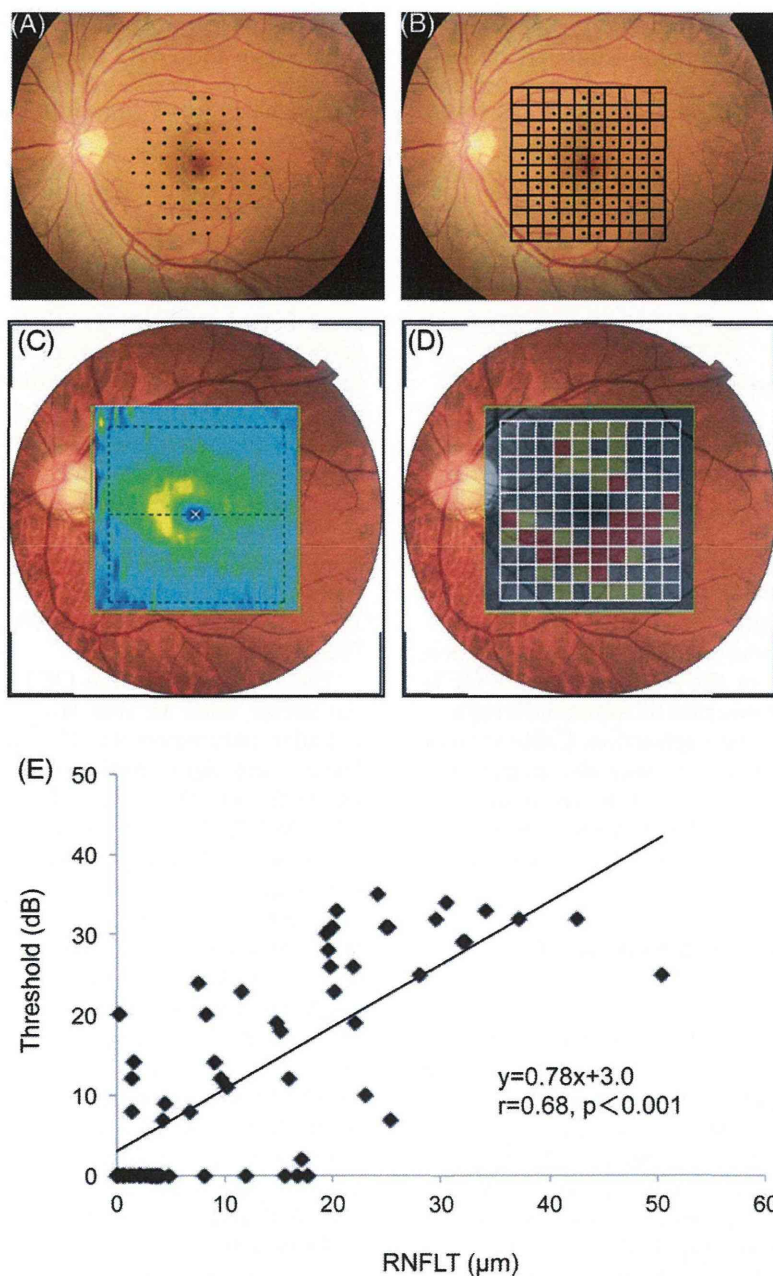 (A)
(B)
(C)
(D)
(E)
50
40
30
20
10
0
Threshold (dB)
y=0.78x+3.0
r=0.68, p<0.001
0 10 20 30 40 50 60
RNFLT (μm)